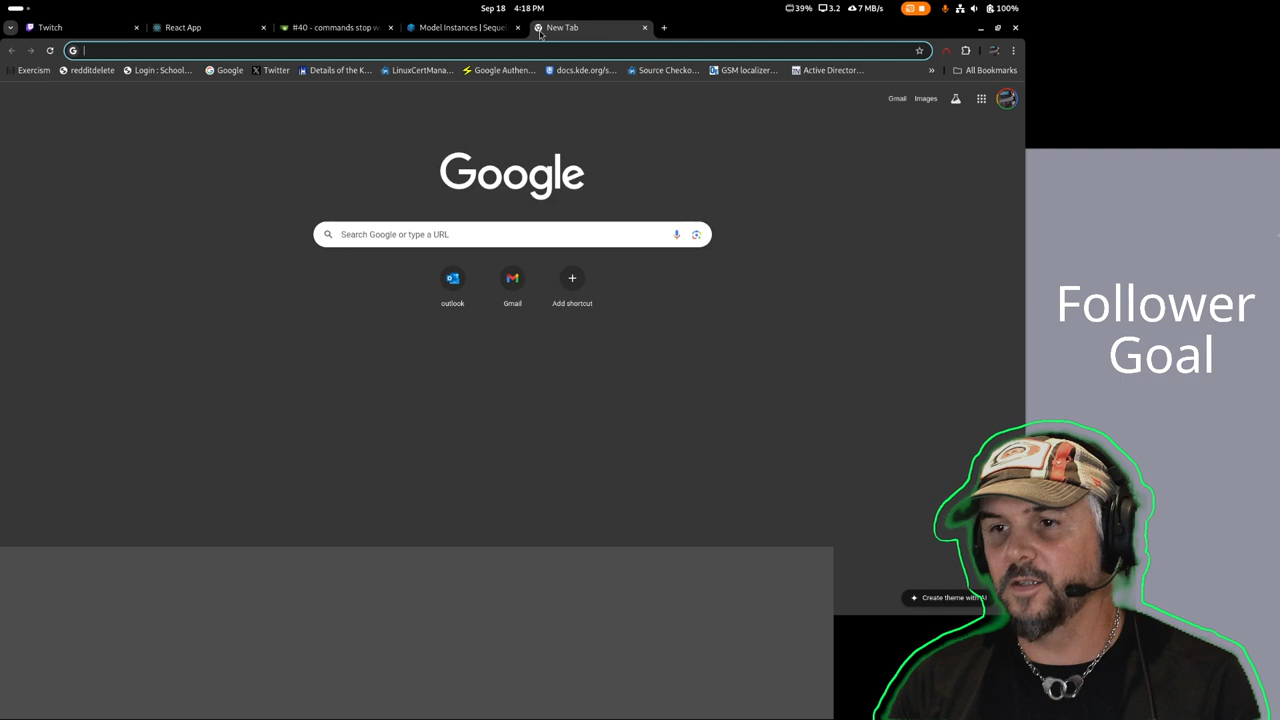 Sep 18 4:18 PM
39% 3.2 7 MB/s 100%
Twitch
React App
#40 - commands stop w
Model Instances | Seque
New Tab
Exercism
redditdelete
Login : School...
Google
Twitter
Details of the K...
LinuxCertMana...
Google Authen...
docs.kde.org/s...
Source Checko...
GSM localizer...
Active Director...
»
All Bookmarks
Gmail Images
Google
Search Google or type a URL
outlook
Gmail
Add shortcut
Create theme with AI
Follower
Goal